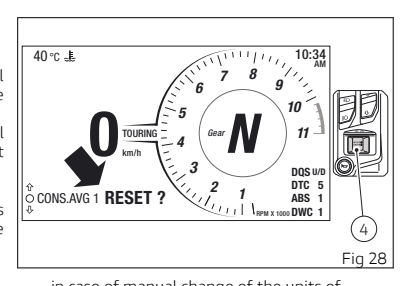 40 °C
10:34
AM
6 7 8 9
10
11
5
4
3
2
1
0
TOURING
km/h
Gear N
DQS U/D
DTC 5
ABS 1
DWC 1
RPM X 1000
CONS.AVG 1 RESET ?
4
Fig 28
in case of manual change of the units of